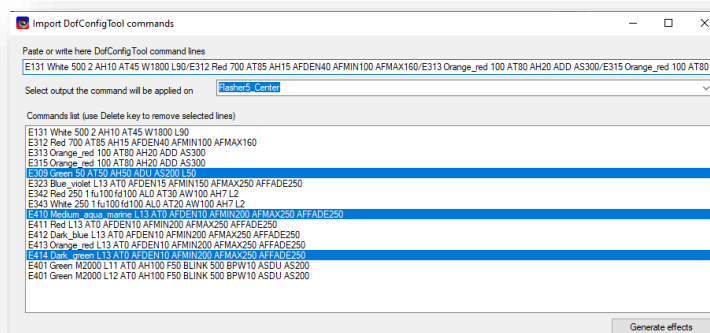 Import DofConfigTool commands
Paste or write here DofConfigTool command lines
E131 White 500 2 AH10 AT45 W1800 L90/E312 Red 700 AT85 AH15 AFDEN40 AFMIN100 AFMAX160/E313 Orange_red 100 AT80 AH20 ADD AS300/E315 Orange_red 100 AT80
Select output the command will be applied on
Flasher5_Center
Commands list (use Delete key to remove selected lines)
E131 White 500 2 AH10 AT45 W1800 L90
E312 Red 700 AT85 AH15 AFDEN40 AFMIN100 AFMAX160
E313 Orange_red 100 AT80 AH20 ADD AS300
E315 Orange_red 100 AT80 AH20 ADD AS300
E309 Green 50 AT50 AH50 ADU AS200 L50
E323 Blue_violet L13 AT0 AFDEN15 AFMIN150 AFMAX250 AFFADE250
E342 Red 250 1 fu100 fd100 AL0 AT30 AW100 AH7 L2
E343 White 250 1 fu100 fd100 AL0 AT20 AW100 AH7 L2
E410 Medium_aqua_marine L13 AT0 AFDEN10 AFMIN200 AFMAX250 AFFADE250
E411 Red L13 AT0 AFDEN10 AFMIN200 AFMAX250 AFFADE250
E412 Dark_blue L13 AT0 AFDEN10 AFMIN200 AFMAX250 AFFADE250
E413 Orange_red L13 AT0 AFDEN10 AFMIN200 AFMAX250 AFFADE250
E414 Dark_green L13 AT0 AFDEN10 AFMIN200 AFMAX250 AFFADE250
E401 Green M2000 L11 AT0 AH100 F50 BLINK 500 BPW10 ASDU AS200
E401 Green M2000 L12 AT0 AH100 F50 BLINK 500 BPW10 ASDU AS200
Generate effects